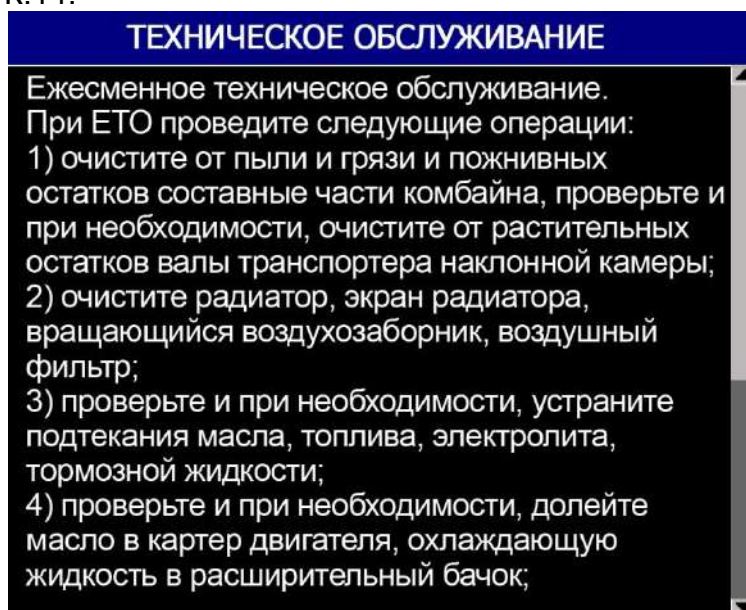 ТЕХНИЧЕСКОЕ ОБСЛУЖИВАНИЕ
Ежесменное техническое обслуживание.
При ЕТО проведите следующие операции:
1) очистите от пыли и грязи и пожнивных
остатков составные части комбайна, проверьте и
при необходимости, очистите от растительных
остатков валы транспортера наклонной камеры;
2) очистите радиатор, экран радиатора,
вращающийся воздухозаборник, воздушный
фильтр;
3) проверьте и при необходимости, устраните
подтекания масла, топлива, электролита,
тормозной жидкости;
4) проверьте и при необходимости, долейте
масло в картер двигателя, охлаждающую
жидкость в расширительный бачок;